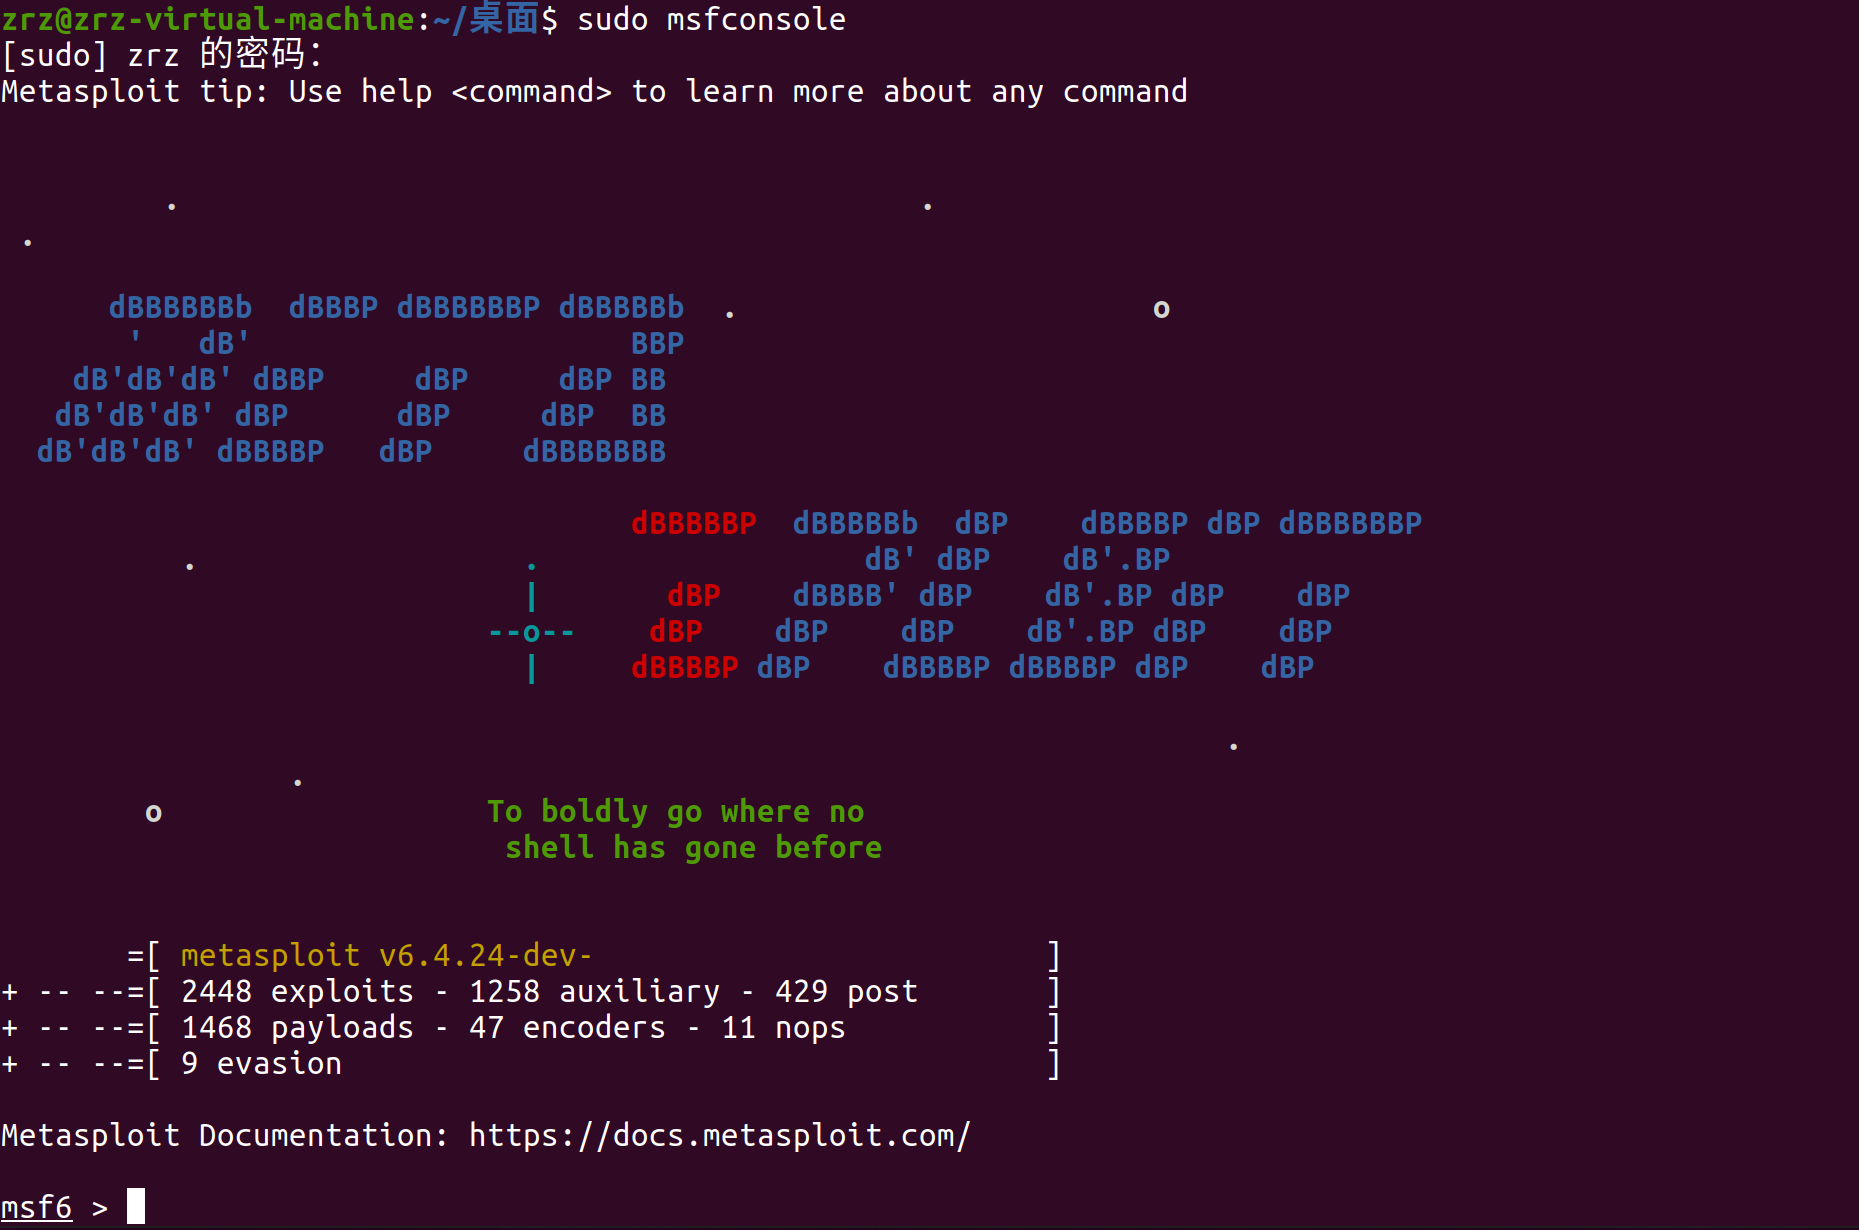 zrz@zrz-virtual-machine:~/桌面$ sudo msfconsole
[sudo] zrz 的密码：
Metasploit tip: Use help <command> to learn more about any command
         .                                         .
 .
      dBBBBBBb  dBBBP dBBBBBBP dBBBBBb  .                       o
       '   dB'                     BBP
    dB'dB'dB' dBBP     dBP     dBP BB
   dB'dB'dB' dBP      dBP     dBP  BB
  dB'dB'dB' dBBBBP   dBP     dBBBBBBB
                                   dBBBBBP  dBBBBBb  dBP    dBBBBP dBP dBBBBBBP
          .                  .                  dB' dBP    dB'.BP
                             |       dBP    dBBBB' dBP    dB'.BP dBP    dBP
                           --o--    dBP    dBP    dBP    dB'.BP dBP    dBP
                             |     dBBBBP dBP    dBBBBP dBBBBP dBP    dBP
                                                                    .
                .
        o                  To boldly go where no
                            shell has gone before
       =[ metasploit v6.4.24-dev-                         ]
+ -- --=[ 2448 exploits - 1258 auxiliary - 429 post       ]
+ -- --=[ 1468 payloads - 47 encoders - 11 nops           ]
+ -- --=[ 9 evasion                                       ]
Metasploit Documentation: https://docs.metasploit.com/
msf6 >